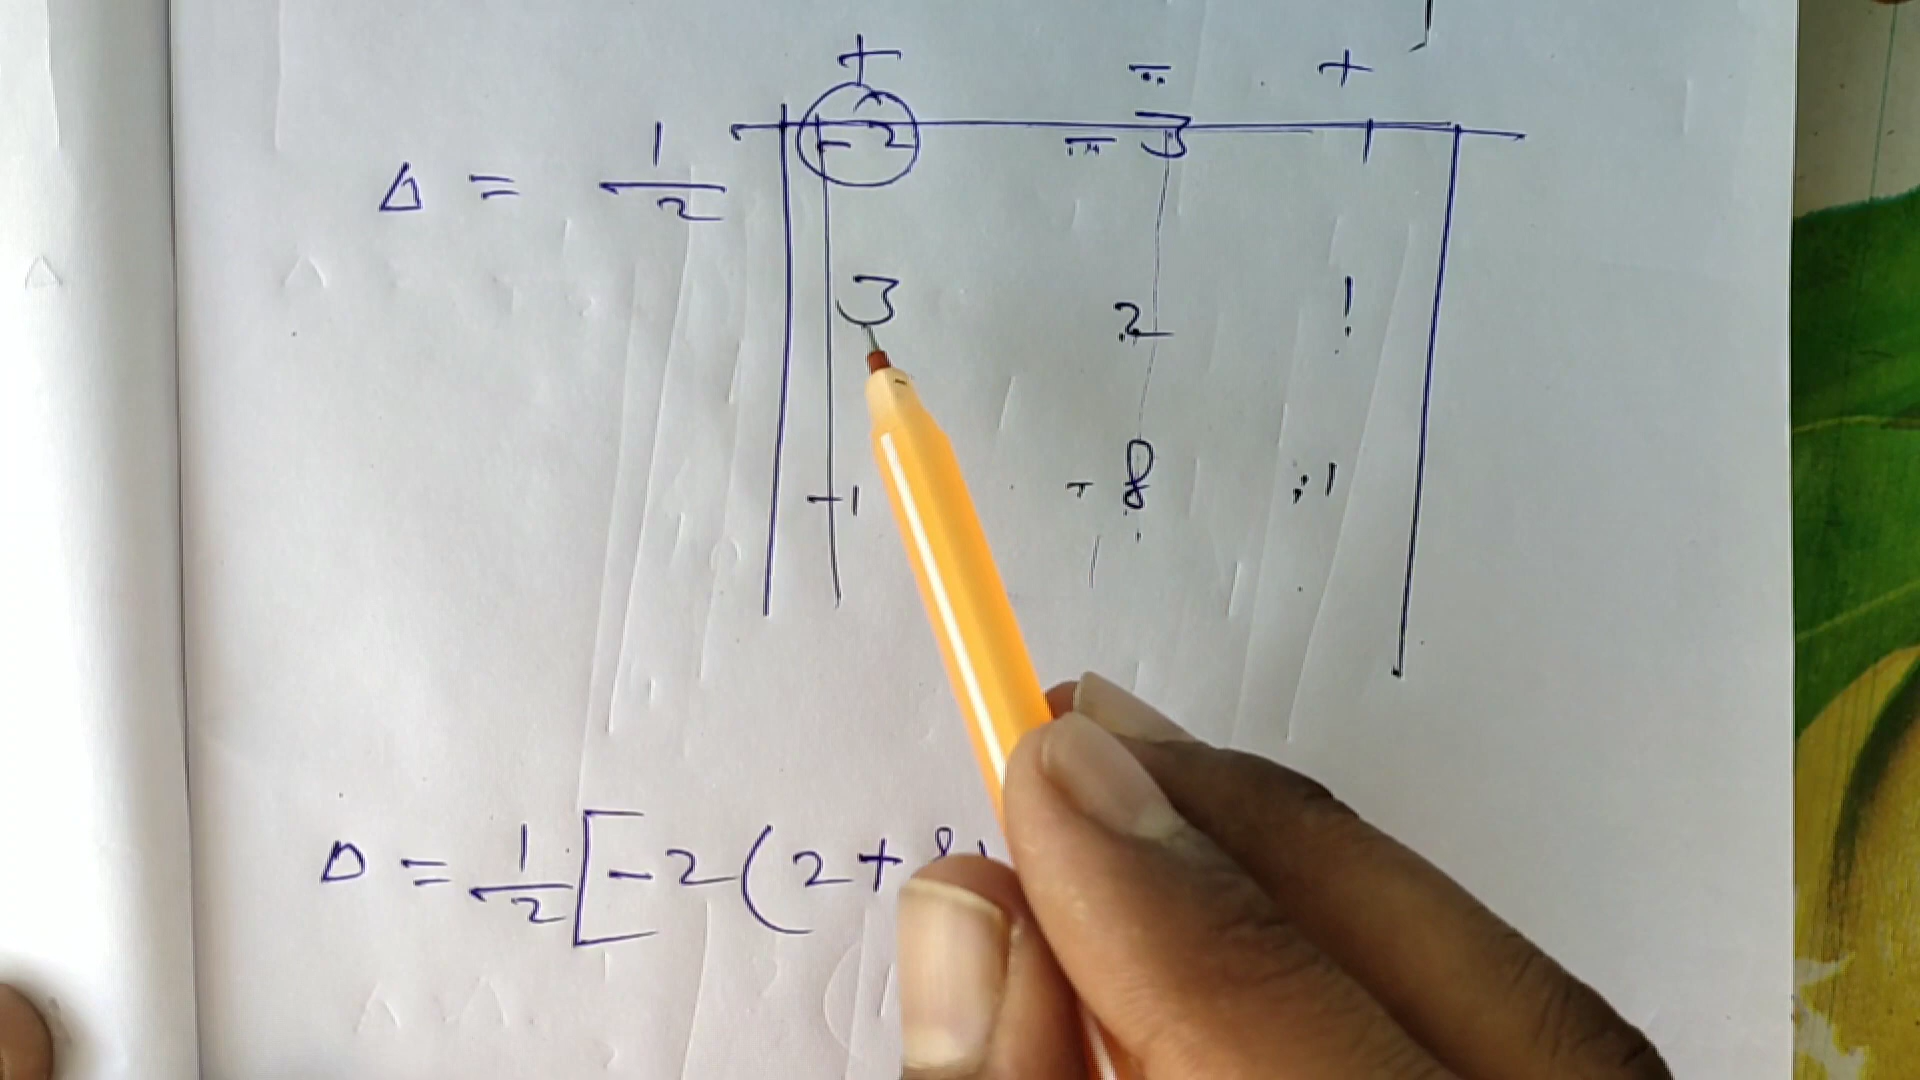 + - +
Δ = 1/2 | -2 -3 1 |
3 2 1
-1 -8 1
Δ = 1/2 [ -2 ( 2 + 8